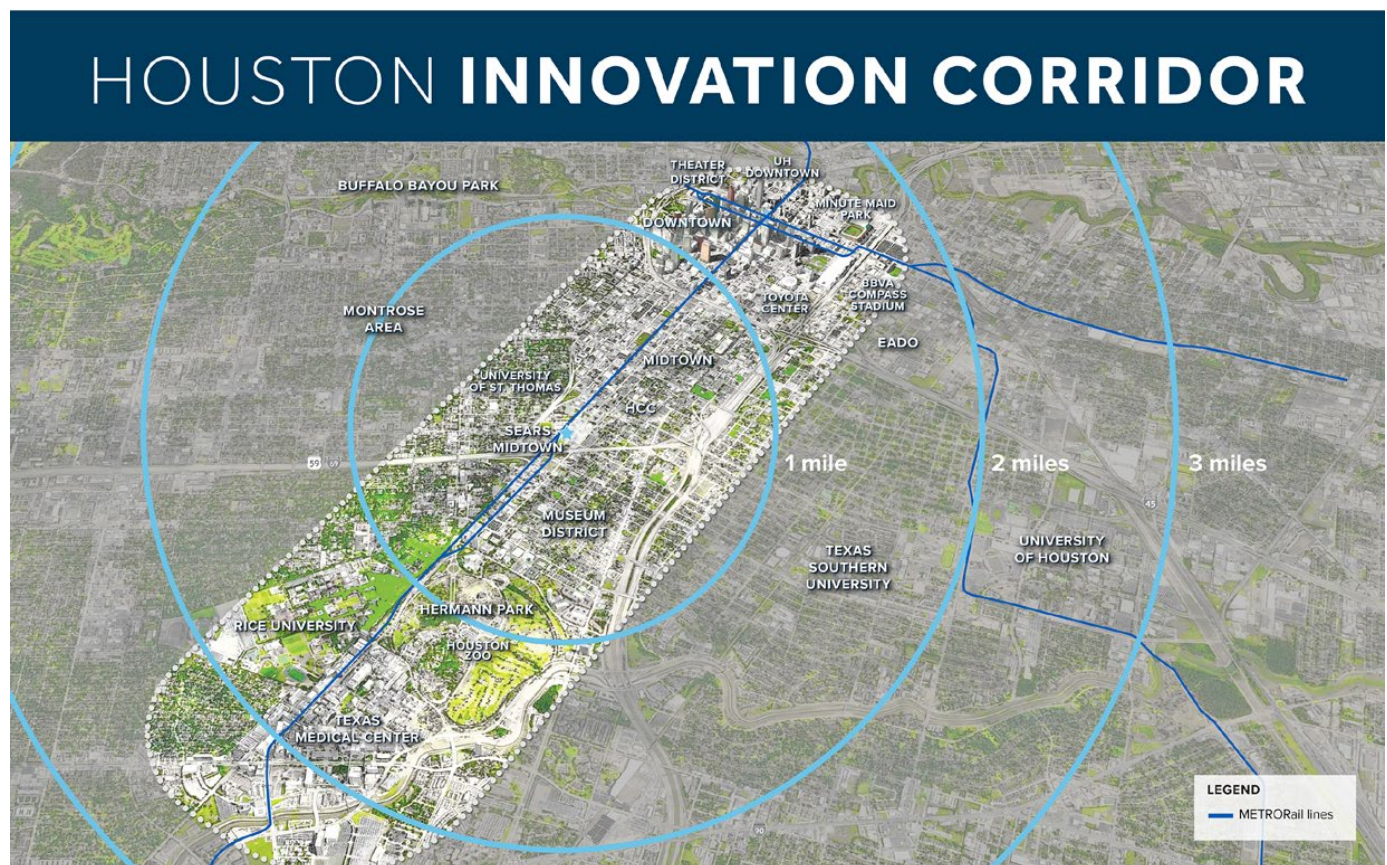 HOUSTON INNOVATION CORRIDOR
THEATER
DISTRICT
UH
DOWNTOWN
BUFFALO BAYOU PARK
MINUTE MAID
PARK
DOWNTOWN
BBVA
COMPASS
STADIUM
TOYOTA
CENTER
MONTROSE
AREA
EADO
MIDTOWN
UNIVERSITY
OF ST. THOMAS
HCC
SEARS
MIDTOWN
59
69
1 mile
2 miles
3 miles
45
MUSEUM
DISTRICT
TEXAS
SOUTHERN
UNIVERSITY
UNIVERSITY
OF HOUSTON
HERMANN PARK
RICE UNIVERSITY
HOUSTON
ZOO
TEXAS
MEDICAL CENTER
90
LEGEND
METRORail lines